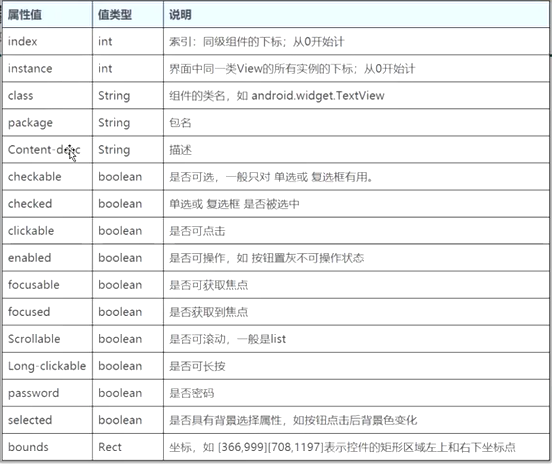 属性值 值类型 说明
index int 索引：同级组件的下标；从0开始计
instance int 界面中同一类View的所有实例的下标；从0开始计
class String 组件的类名，如 android.widget.TextView
package String 包名
Content-desc String 描述
checkable boolean 是否可选，一般只对 单选或 复选框有用。
checked boolean 单选或 复选框 是否被选中
clickable boolean 是否可点击
enabled boolean 是否可操作，如 按钮置灰不可操作状态
focusable boolean 是否可获取焦点
focused boolean 是否获取到焦点
Scrollable boolean 是否可滚动，一般是list
Long-clickable boolean 是否可长按
password boolean 是否密码
selected boolean 是否具有背景选择属性，如按钮点击后背景色变化
bounds Rect 坐标，如 [366,999][708,1197]表示控件的矩形区域左上和右下坐标点